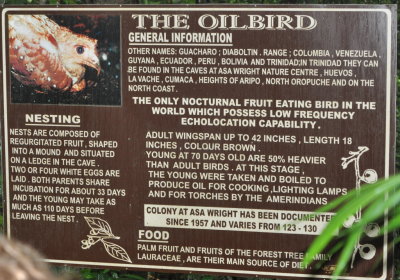 THE OILBIRD
GENERAL INFORMATION
OTHER NAMES: GUACHARO ; DIABOLTIN . RANGE ; COLUMBIA , VENEZUELA ,
GUYANA , ECUADOR , PERU , BOLIVIA AND TRINIDAD;IN TRINIDAD THEY CAN
BE FOUND IN THE CAVES AT ASA WRIGHT NATURE CENTRE , HUEVOS ,
LA VACHE , CUMACA , HEIGHTS OF ARIPO , NORTH OROPUCHE AND ON THE
NORTH COAST .
THE ONLY NOCTURNAL FRUIT EATING BIRD IN THE
WORLD WHICH POSSESS LOW FREQUENCY
ECHOLOCATION CAPABILITY .
NESTING
NESTS ARE COMPOSED OF
REGURGITATED FRUIT , SHAPED
INTO A MOUND AND SITUATED
ON A LEDGE IN THE CAVE .
TWO OR FOUR WHITE EGGS ARE
LAID . BOTH PARENTS SHARE
INCUBATION FOR ABOUT 33 DAYS
AND THE YOUNG MAY TAKE AS
MUCH AS 110 DAYS BEFORE
LEAVING THE NEST .
ADULT WINGSPAN UP TO 42 INCHES , LENGTH 18
INCHES , COLOUR BROWN .
YOUNG AT 70 DAYS OLD ARE 50% HEAVIER
THAN ADULT BIRDS . AT THIS STAGE ,
THE YOUNG WERE TAKEN AND BOILED TO
PRODUCE OIL FOR COOKING ,LIGHTING LAMPS
AND FOR TORCHES BY THE AMERINDIANS
COLONY AT ASA WRIGHT HAS BEEN DOCUMENTED
SINCE 1957 AND VARIES FROM 123 - 130
FOOD
PALM FRUIT AND FRUITS OF THE FOREST TREE FAMILY
LAURACEAE , ARE THEIR MAIN SOURCE OF DIET